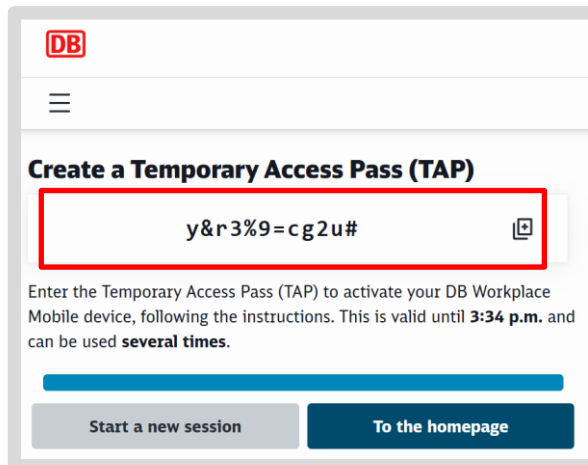 DB
Create a Temporary Access Pass (TAP)
y&r3%9=cg2u#
Enter the Temporary Access Pass (TAP) to activate your DB Workplace
Mobile device, following the instructions. This is valid until 3:34 p.m. and
can be used several times.
Start a new session
To the homepage